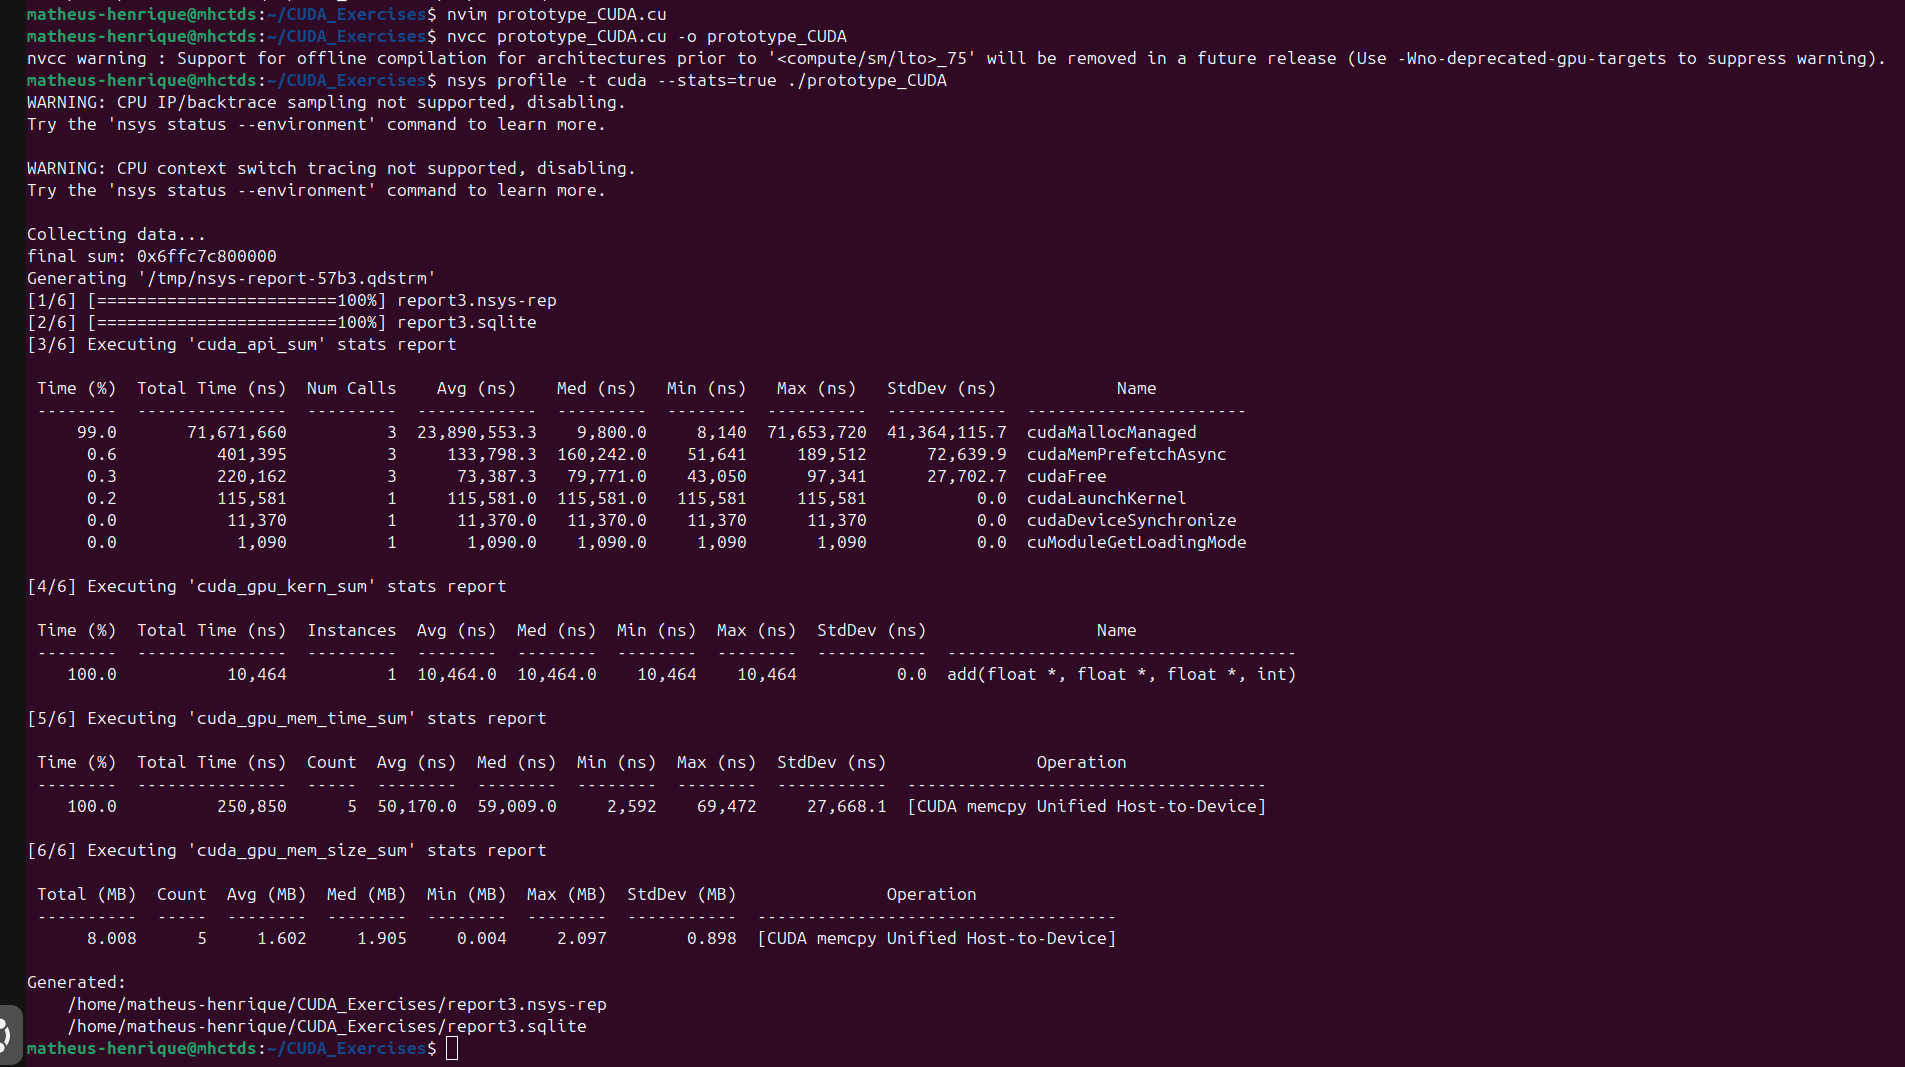 matheus-henrique@mhctds:~/CUDA_Exercises$ nvim prototype_CUDA.cu
matheus-henrique@mhctds:~/CUDA_Exercises$ nvcc prototype_CUDA.cu -o prototype_CUDA
nvcc warning : Support for offline compilation for architectures prior to '<compute/sm/lto>_75' will be removed in a future release (Use -Wno-deprecated-gpu-targets to suppress warning).
matheus-henrique@mhctds:~/CUDA_Exercises$ nsys profile -t cuda --stats=true ./prototype_CUDA
WARNING: CPU IP/backtrace sampling not supported, disabling.
Try the 'nsys status --environment' command to learn more.

WARNING: CPU context switch tracing not supported, disabling.
Try the 'nsys status --environment' command to learn more.

Collecting data...
final sum: 0x6ffc7c800000
Generating '/tmp/nsys-report-57b3.qdstrm'
[1/6] [========================100%] report3.nsys-rep
[2/6] [========================100%] report3.sqlite
[3/6] Executing 'cuda_api_sum' stats report

 Time (%)  Total Time (ns)  Num Calls    Avg (ns)    Med (ns)   Min (ns)   Max (ns)   StdDev (ns)            Name
 --------  ---------------  ---------  ------------  ---------  --------  ----------  ------------  ----------------------
     99.0       71,671,660          3  23,890,553.3    9,800.0     8,140  71,653,720  41,364,115.7  cudaMallocManaged
      0.6          401,395          3     133,798.3  160,242.0    51,641     189,512      72,639.9  cudaMemPrefetchAsync
      0.3          220,162          3      73,387.3   79,771.0    43,050      97,341      27,702.7  cudaFree
      0.2          115,581          1     115,581.0  115,581.0   115,581     115,581           0.0  cudaLaunchKernel
      0.0           11,370          1      11,370.0   11,370.0    11,370      11,370           0.0  cudaDeviceSynchronize
      0.0            1,090          1       1,090.0    1,090.0     1,090       1,090           0.0  cuModuleGetLoadingMode

[4/6] Executing 'cuda_gpu_kern_sum' stats report

 Time (%)  Total Time (ns)  Instances  Avg (ns)  Med (ns)  Min (ns)  Max (ns)  StdDev (ns)                 Name
 --------  ---------------  ---------  --------  --------  --------  --------  -----------  -----------------------------------
    100.0           10,464          1  10,464.0  10,464.0    10,464    10,464          0.0  add(float *, float *, float *, int)

[5/6] Executing 'cuda_gpu_mem_time_sum' stats report

 Time (%)  Total Time (ns)  Count  Avg (ns)  Med (ns)  Min (ns)  Max (ns)  StdDev (ns)               Operation
 --------  ---------------  -----  --------  --------  --------  --------  -----------  ------------------------------------
    100.0          250,850      5  50,170.0  59,009.0     2,592    69,472     27,668.1  [CUDA memcpy Unified Host-to-Device]

[6/6] Executing 'cuda_gpu_mem_size_sum' stats report

 Total (MB)  Count  Avg (MB)  Med (MB)  Min (MB)  Max (MB)  StdDev (MB)               Operation
 ----------  -----  --------  --------  --------  --------  -----------  ------------------------------------
      8.008      5     1.602     1.905     0.004     2.097        0.898  [CUDA memcpy Unified Host-to-Device]

Generated:
    /home/matheus-henrique/CUDA_Exercises/report3.nsys-rep
    /home/matheus-henrique/CUDA_Exercises/report3.sqlite
matheus-henrique@mhctds:~/CUDA_Exercises$